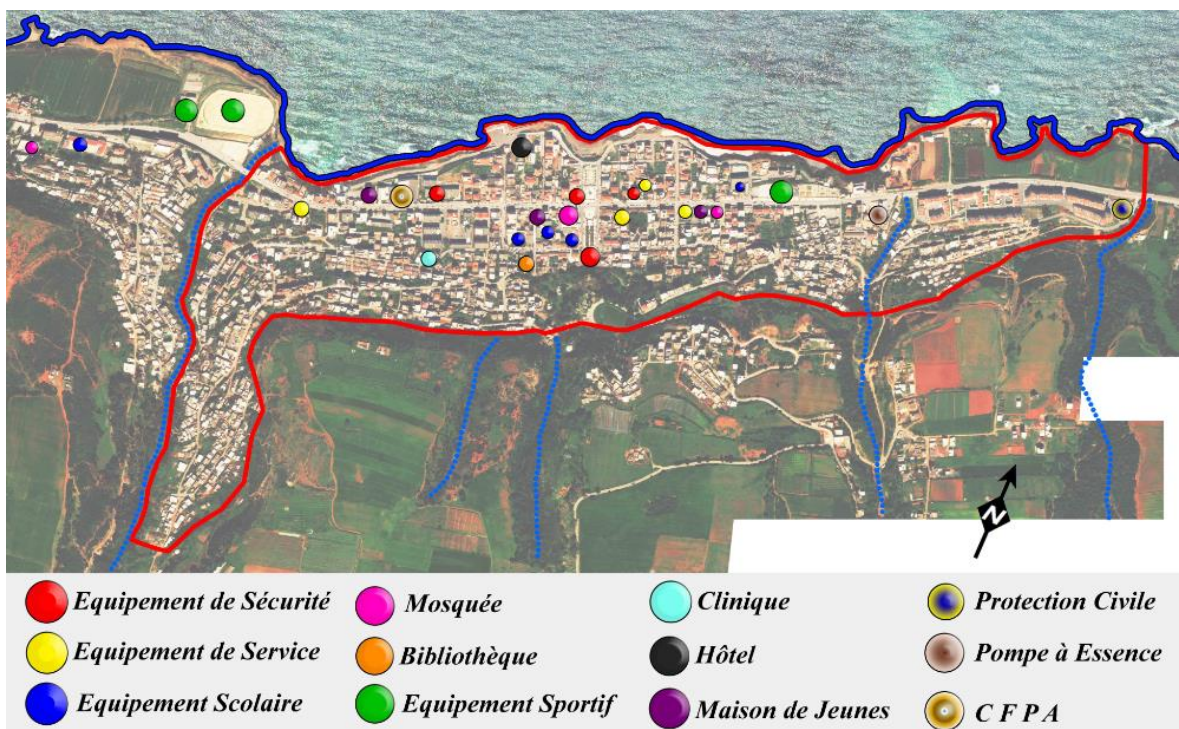 N
Equipement de Sécurité
Mosquée
Clinique
Protection Civile
Equipement de Service
Bibliothèque
Hôtel
Pompe à Essence
Equipement Scolaire
Equipement Sportif
Maison de Jeunes
C F P A